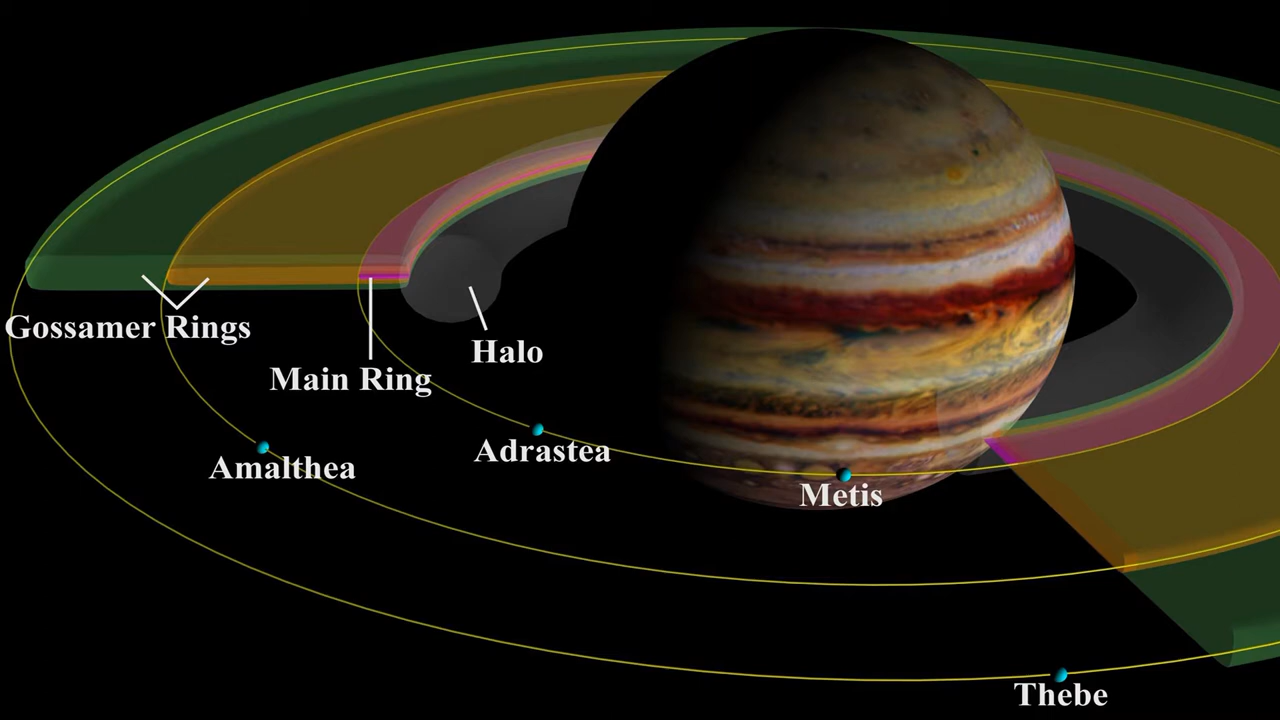 Gossamer Rings
Halo
Main Ring
Adrastea
Amalthea
Metis
Thebe